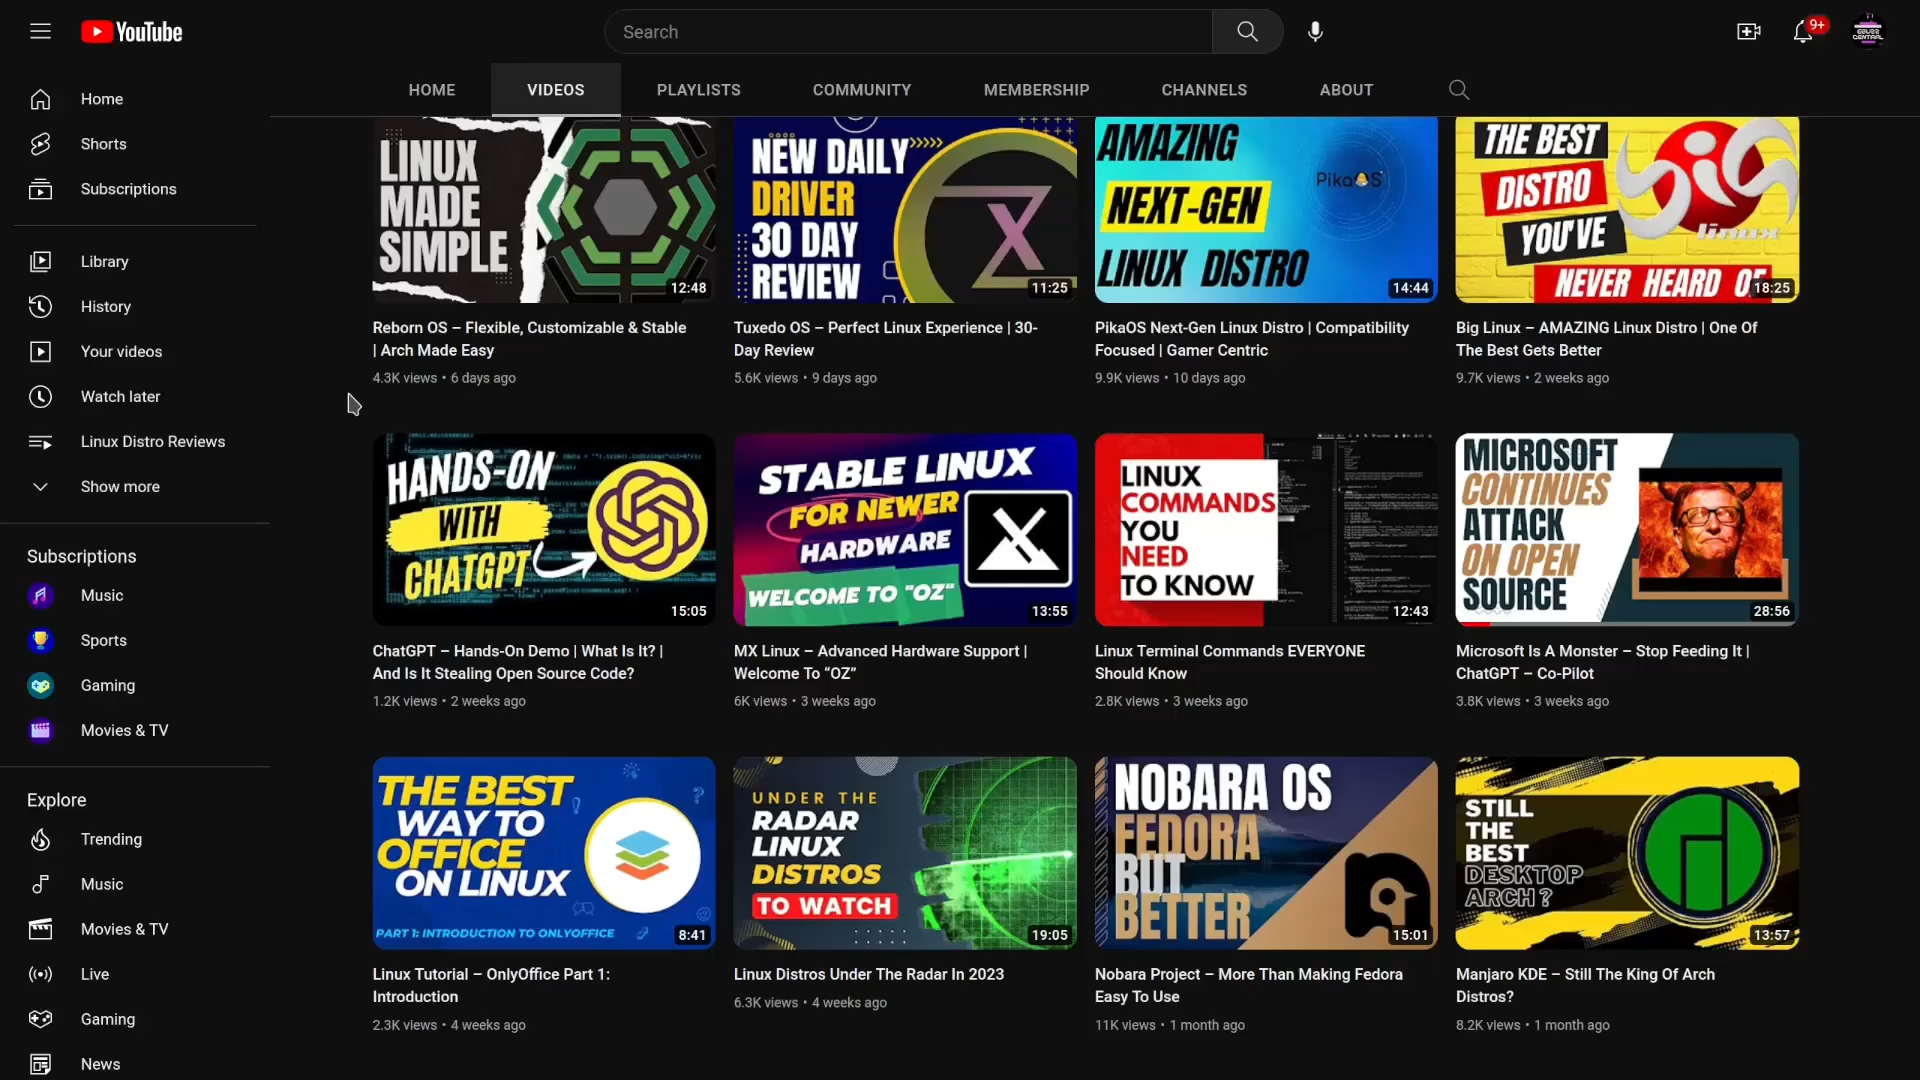 YouTube
Search
9+
HOME
VIDEOS
PLAYLISTS
COMMUNITY
MEMBERSHIP
CHANNELS
ABOUT
Home
Shorts
Subscriptions
Library
History
Your videos
Watch later
Linux Distro Reviews
Show more
Subscriptions
Music
Sports
Gaming
Movies & TV
Explore
Trending
Music
Movies & TV
Live
Gaming
News
LINUX
MADE
SIMPLE
12:48
Reborn OS – Flexible, Customizable & Stable
| Arch Made Easy
4.3K views • 6 days ago
NEW DAILY
DRIVER
30 DAY
REVIEW
11:25
Tuxedo OS – Perfect Linux Experience | 30-
Day Review
5.6K views • 9 days ago
AMAZING
NEXT-GEN
LINUX DISTRO
PikaOS
14:44
PikaOS Next-Gen Linux Distro | Compatibility
Focused | Gamer Centric
9.9K views • 10 days ago
THE BEST
DISTRO
YOU'VE
NEVER HEARD OF
BIG
linux
18:25
Big Linux – AMAZING Linux Distro | One Of
The Best Gets Better
9.7K views • 2 weeks ago
HANDS-ON
WITH
CHATGPT
15:05
ChatGPT – Hands-On Demo | What Is It? |
And Is It Stealing Open Source Code?
1.2K views • 2 weeks ago
STABLE LINUX
FOR NEWER
HARDWARE
WELCOME TO "OZ"
13:55
MX Linux – Advanced Hardware Support |
Welcome To “OZ”
6K views • 3 weeks ago
LINUX
COMMANDS
YOU
NEED
TO KNOW
12:43
Linux Terminal Commands EVERYONE
Should Know
2.8K views • 3 weeks ago
MICROSOFT
CONTINUES
ATTACK
ON OPEN
SOURCE
28:56
Microsoft Is A Monster – Stop Feeding It |
ChatGPT – Co-Pilot
3.8K views • 3 weeks ago
THE BEST
WAY TO
OFFICE
ON LINUX
PART 1: INTRODUCTION TO ONLYOFFICE
8:41
Linux Tutorial – OnlyOffice Part 1:
Introduction
2.3K views • 4 weeks ago
UNDER THE
RADAR
LINUX
DISTROS
TO WATCH
19:05
Linux Distros Under The Radar In 2023
6.3K views • 4 weeks ago
NOBARA OS
FEDORA
BUT
BETTER
15:01
Nobara Project – More Than Making Fedora
Easy To Use
11K views • 1 month ago
STILL
THE
BEST
DESKTOP
ARCH?
13:57
Manjaro KDE – Still The King Of Arch
Distros?
8.2K views • 1 month ago